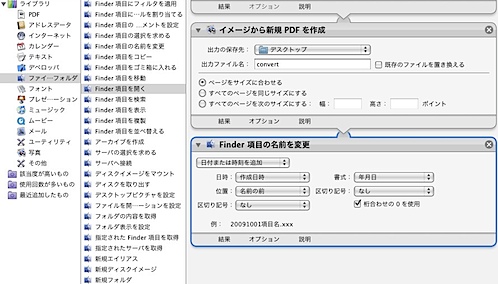 ライブラリ
PDF
アドレスデータ
インターネット
カレンダー
テキスト
デベロッパ
ファイ…フォルダ
フォント
プレゼ…ーション
ミュージック
ムービー
メール
ユーティリティ
写真
その他
該当度が高いもの
使用回数が多いもの
最近追加したもの
Finder 項目にフィルタを適用
Finder 項目に…ルを割り当てる
Finder 項目の …メントを設定
Finder 項目の選択を求める
Finder 項目の名前を変更
Finder 項目をコピー
Finder 項目をゴミ箱に入れる
Finder 項目を移動
Finder 項目を開く
Finder 項目を検索
Finder 項目を表示
Finder 項目を複製
Finder 項目を並べ替える
アーカイブを作成
サーバの選択を求める
サーバへ接続
ディスクイメージをマウント
ディスクを取り出す
デスクトップピクチャを設定
ファイルを開…ーションを設定
フォルダの内容を取得
フォルダ表示を設定
指定された Finder 項目を取得
指定されたサーバを取得
新規エイリアス
新規ディスクイメージ
新規フォルダ
結果 オプション 説明
イメージから新規 PDF を作成
PDF
出力の保存先： デスクトップ
出力ファイル名： convert 既存のファイルを置き換える
ページをサイズに合わせる
すべてのページを同じサイズにする
すべてのページを次のサイズにする： 幅： 高さ： ポイント
結果 オプション 説明
Finder 項目の名前を変更
日付または時刻を追加
日時： 作成日時 書式： 年月日
位置： 名前の前 区切り記号： なし
区切り記号： なし 桁合わせの 0 を使用
例： 20091001項目名.xxx
結果 オプション 説明